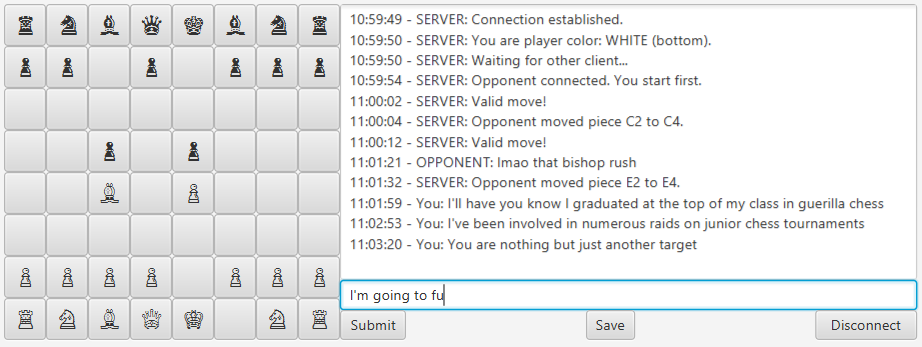 10:59:49 - SERVER: Connection established.
10:59:50 - SERVER: You are player color: WHITE (bottom).
10:59:50 - SERVER: Waiting for other client...
10:59:54 - SERVER: Opponent connected. You start first.
11:00:02 - SERVER: Valid move!
11:00:04 - SERVER: Opponent moved piece C2 to C4.
11:00:12 - SERVER: Valid move!
11:01:21 - OPPONENT: lmao that bishop rush
11:01:32 - SERVER: Opponent moved piece E2 to E4.
11:01:59 - You: I'll have you know I graduated at the top of my class in guerilla chess
11:02:53 - You: I've been involved in numerous raids on junior chess tournaments
11:03:20 - You: You are nothing but just another target
I'm going to fu
Submit
Save
Disconnect